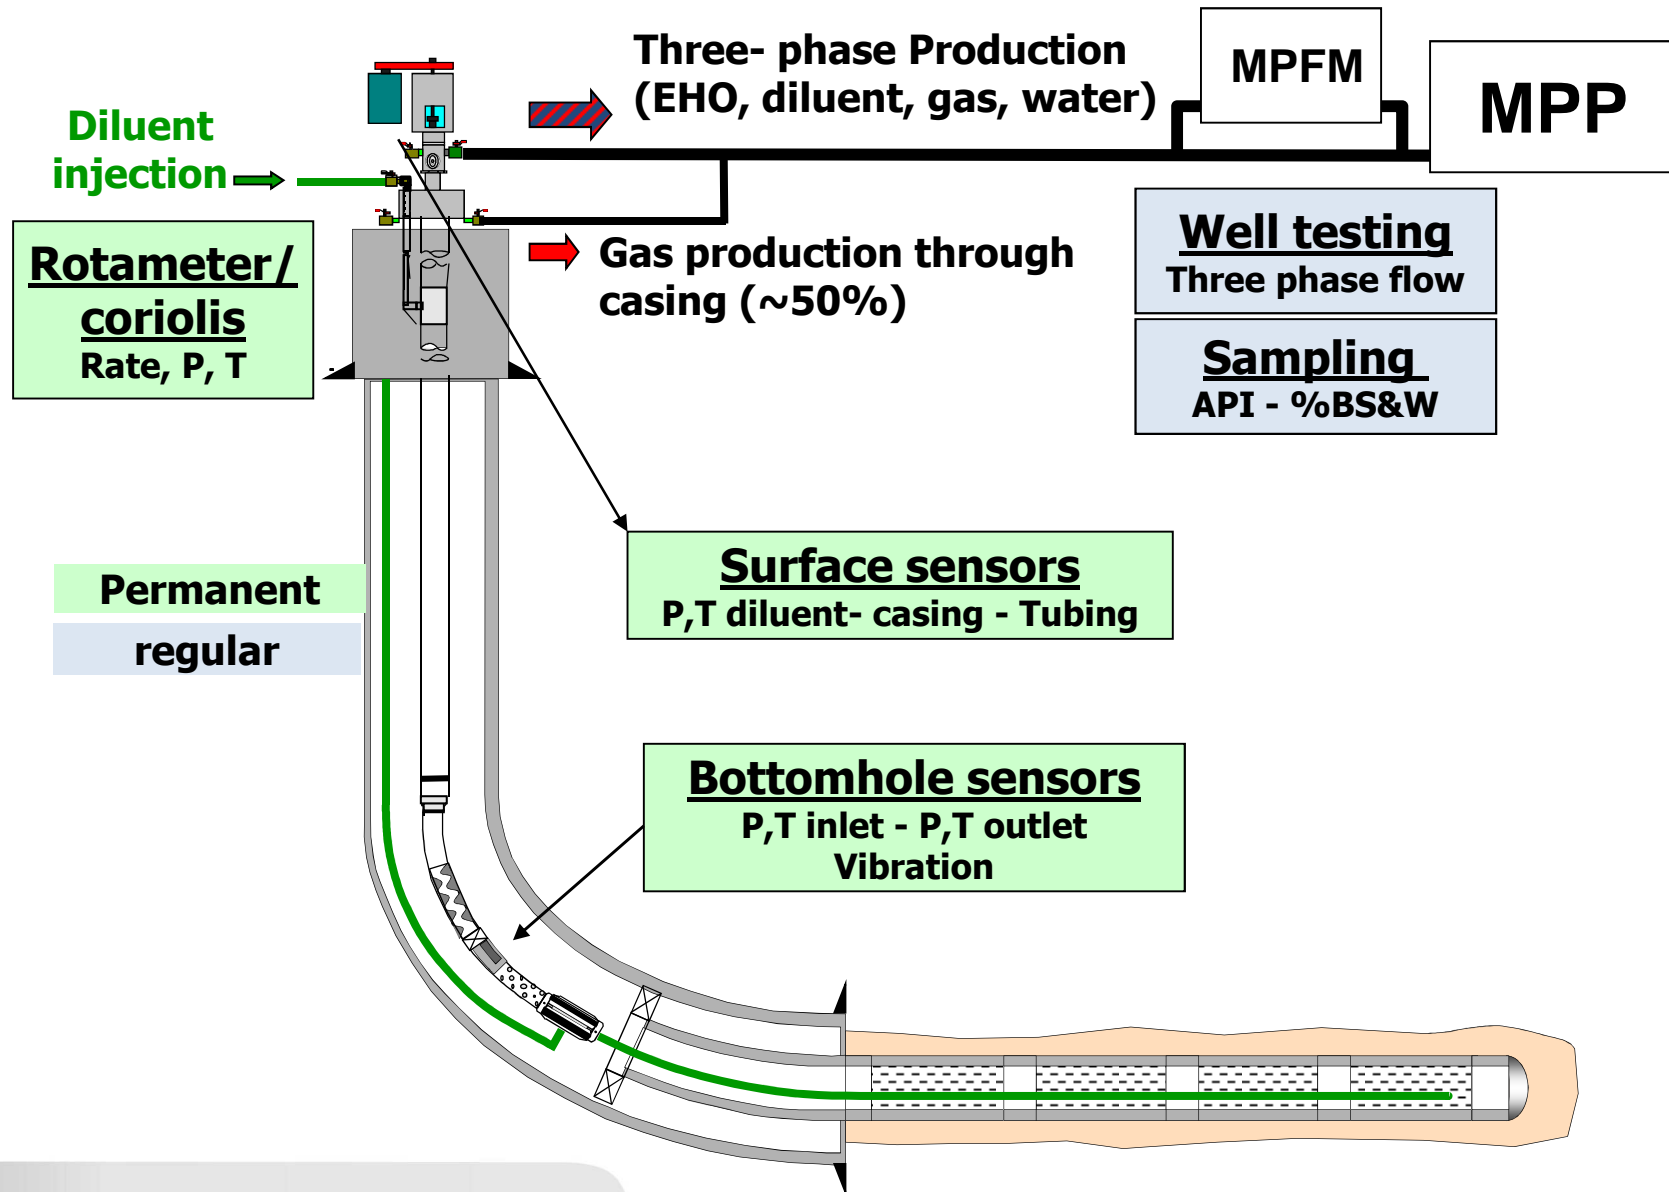 Three- phase Production
(EHO, diluent, gas, water)
MPFM
MPP
Diluent
injection
Rotameter/
coriolis
Rate, P, T
Gas production through
casing (~50%)
Well testing
Three phase flow
Sampling
API - %BS&W
Surface sensors
P,T diluent- casing - Tubing
Permanent
regular
Bottomhole sensors
P,T inlet - P,T outlet
Vibration